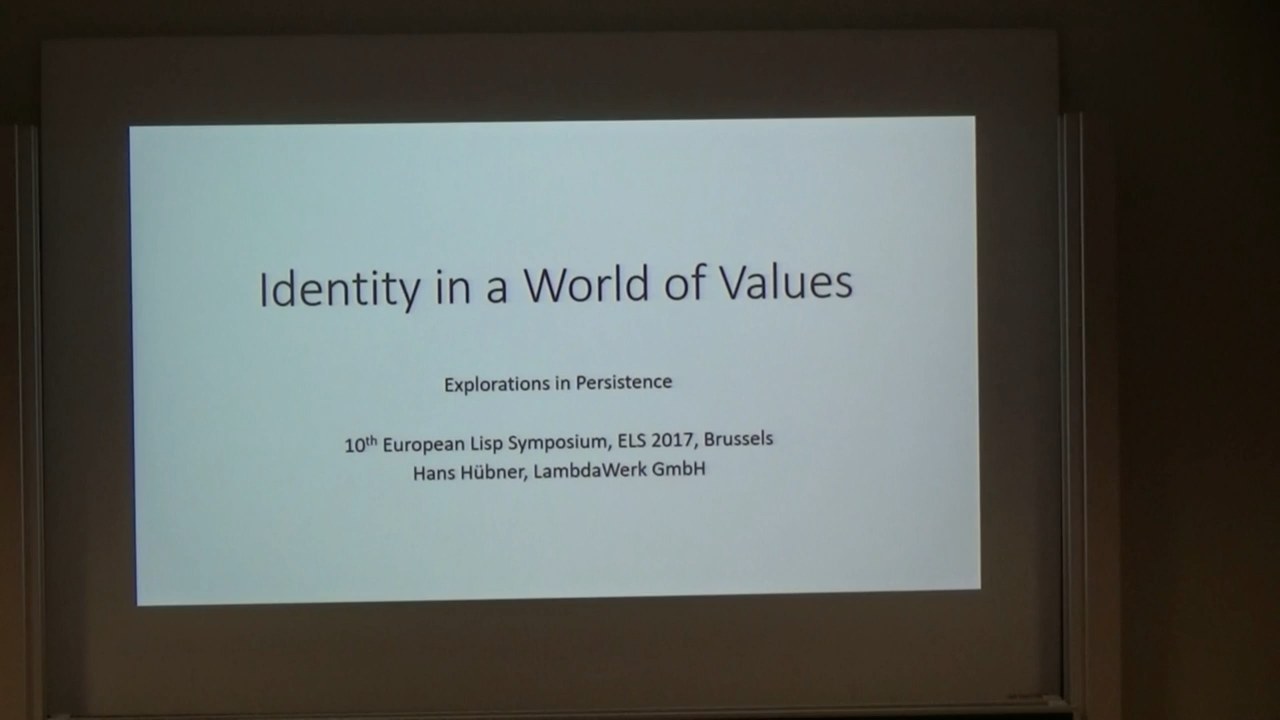 Identity in a World of Values
Explorations in Persistence
10th European Lisp Symposium, ELS 2017, Brussels
Hans Hübner, LambdaWerk GmbH